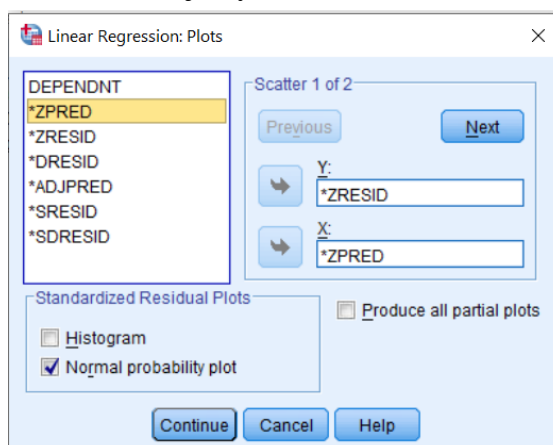 Linear Regression: Plots
DEPENDNT
*ZPRED
*ZRESID
*DRESID
*ADJPRED
*SRESID
*SDRESID
Scatter 1 of 2
Previous
Next
Y:
*ZRESID
X:
*ZPRED
Standardized Residual Plots
Histogram
Normal probability plot
Produce all partial plots
Continue
Cancel
Help